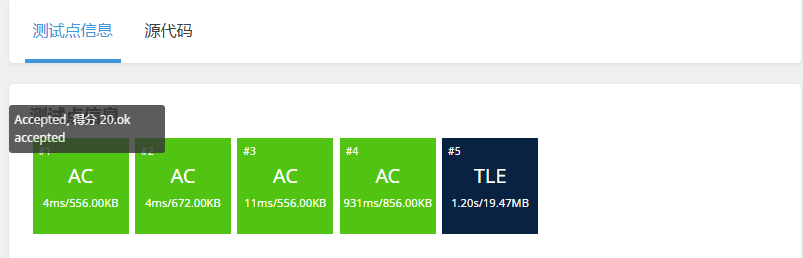 测试点信息 源代码
测试点信息
Accepted, 得分 20.ok
accepted
#1 #2 #3 #4 #5
AC AC AC AC TLE
4ms/556.00KB 4ms/672.00KB 11ms/556.00KB 931ms/856.00KB 1.20s/19.47MB